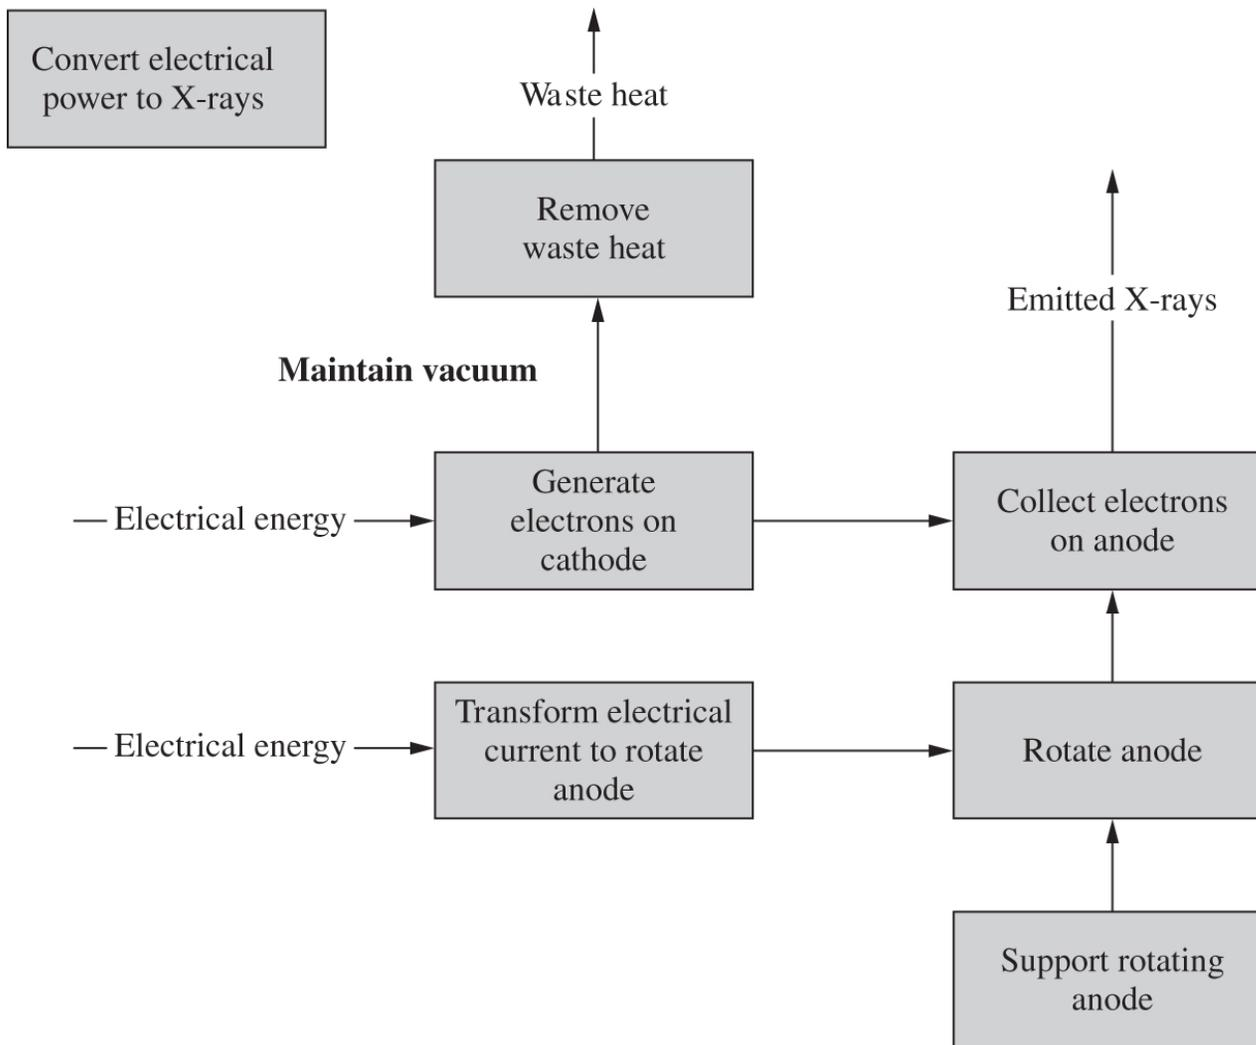 Convert electrical
power to X-rays
Waste heat
Remove
waste heat
Emitted X-rays
Maintain vacuum
Electrical energy
Generate
electrons on
cathode
Collect electrons
on anode
Electrical energy
Transform electrical
current to rotate
anode
Rotate anode
Support rotating
anode